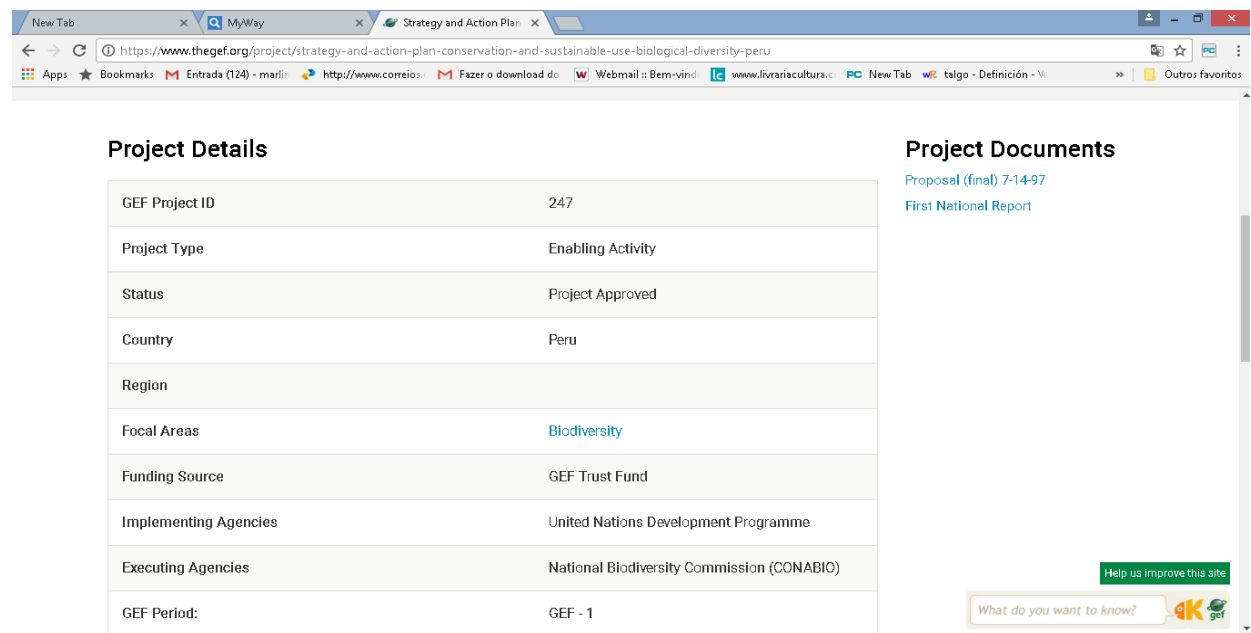 New Tab
MyWay
Strategy and Action Plan
https://www.thegef.org/project/strategy-and-action-plan-conservation-and-sustainable-use-biological-diversity-peru
Apps Bookmarks Entrada (124) - marlin http://www.correios. Fazer o download do Webmail :: Bem-vind www.livrariacultura.c New Tab talgo - Definición - W » Outros favoritos
Project Details
GEF Project ID 247
Project Type Enabling Activity
Status Project Approved
Country Peru
Region
Focal Areas Biodiversity
Funding Source GEF Trust Fund
Implementing Agencies United Nations Development Programme
Executing Agencies National Biodiversity Commission (CONABIO)
GEF Period: GEF - 1
Project Documents
Proposal (final) 7-14-97
First National Report
Help us improve this site
What do you want to know?
gef